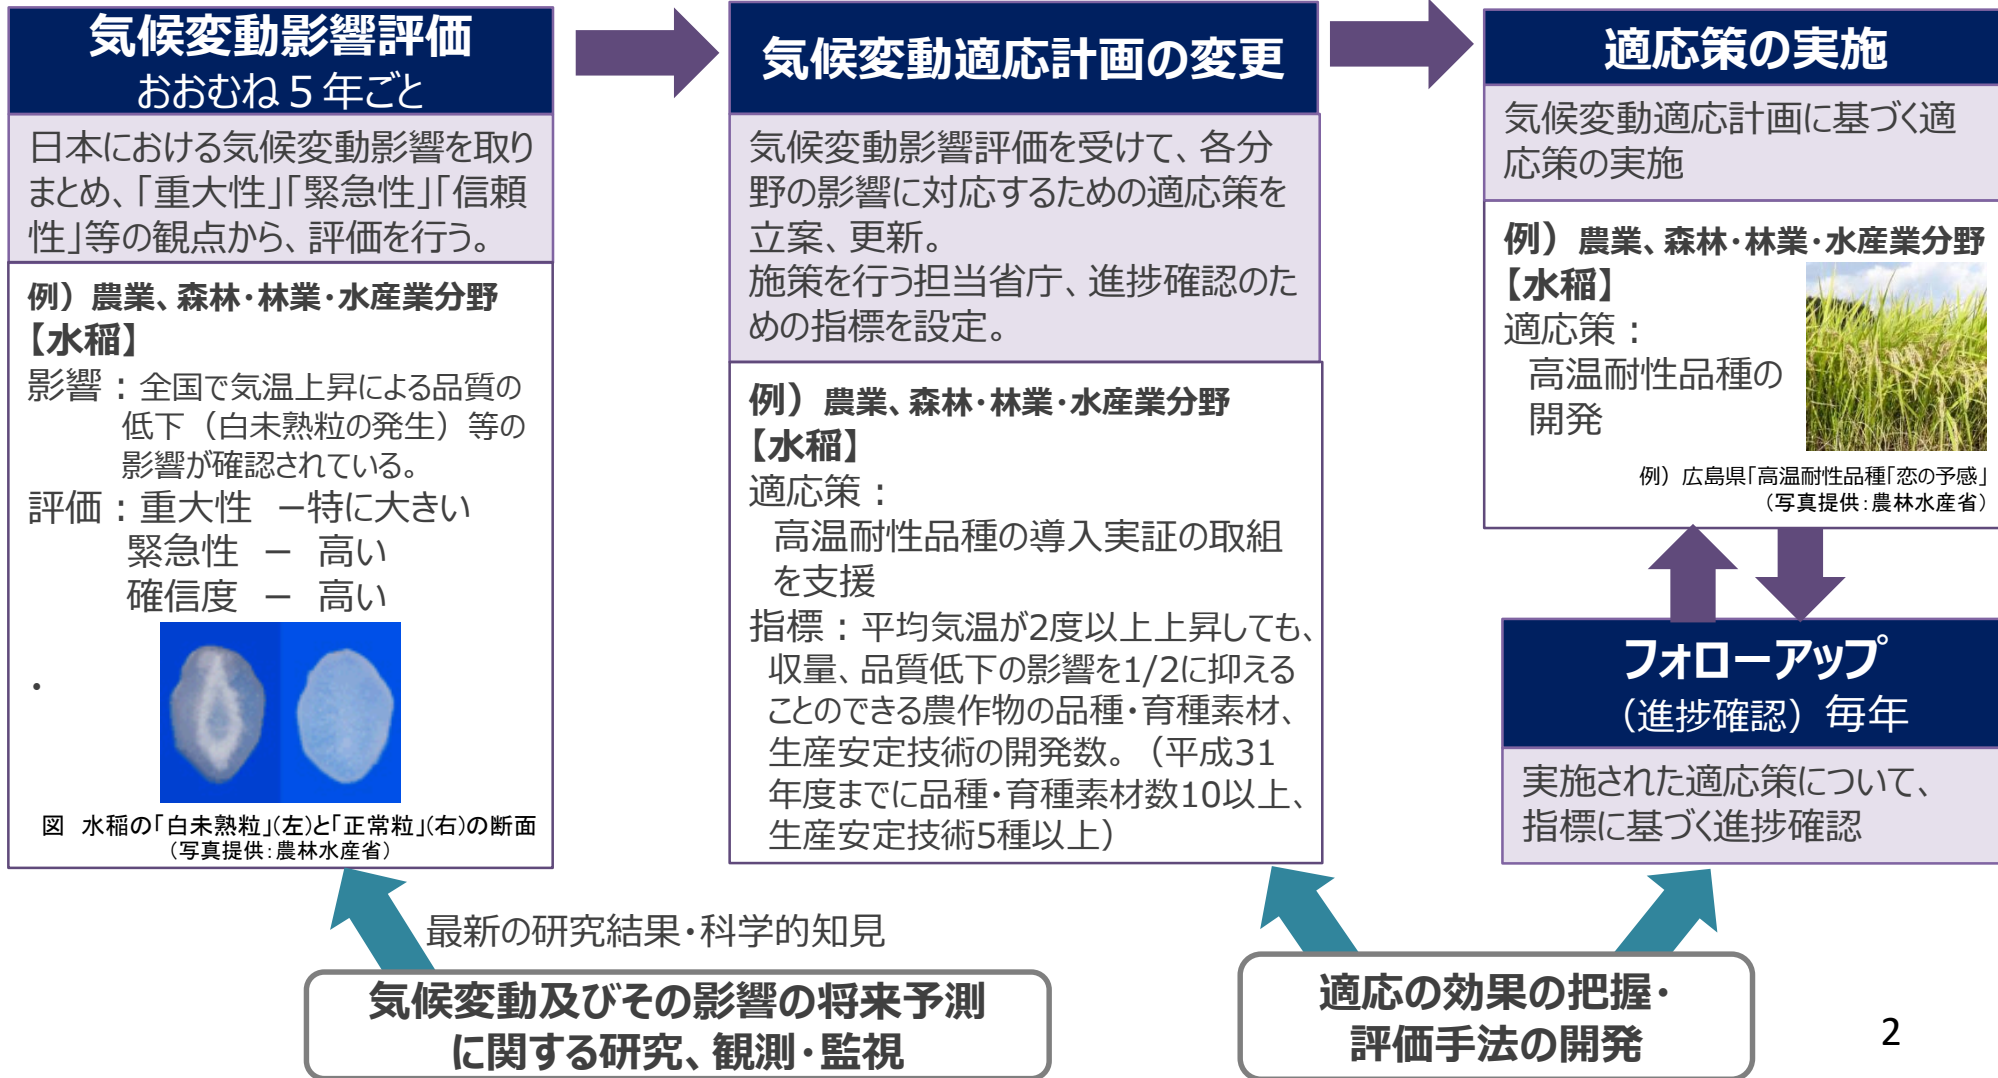 気候変動影響評価
おおむね５年ごと
日本における気候変動影響を取り
まとめ、「重大性」「緊急性」「信頼
性」等の観点から、評価を行う。
例）農業、森林・林業・水産業分野
【水稲】
影響：全国で気温上昇による品質の
低下（白未熟粒の発生）等の
影響が確認されている。
評価：重大性 －特に大きい
緊急性 － 高い
確信度 － 高い
・
図 水稲の「白未熟粒」(左)と「正常粒」(右)の断面
（写真提供：農林水産省）
気候変動適応計画の変更
気候変動影響評価を受けて、各分
野の影響に対応するための適応策を
立案、更新。
施策を行う担当省庁、進捗確認のた
めの指標を設定。
例）農業、森林・林業・水産業分野
【水稲】
適応策：
高温耐性品種の導入実証の取組
を支援
指標：平均気温が2度以上上昇しても、
収量、品質低下の影響を1/2に抑える
ことのできる農作物の品種・育種素材、
生産安定技術の開発数。（平成31
年度までに品種・育種素材数10以上、
生産安定技術5種以上）
適応策の実施
気候変動適応計画に基づく適
応策の実施
例）農業、森林・林業・水産業分野
【水稲】
適応策：
高温耐性品種の
開発
例）広島県「高温耐性品種「恋の予感」
（写真提供：農林水産省）
フォローアップ
（進捗確認）毎年
実施された適応策について、
指標に基づく進捗確認
最新の研究結果・科学的知見
気候変動及びその影響の将来予測
に関する研究、観測・監視
適応の効果の把握・
評価手法の開発
2